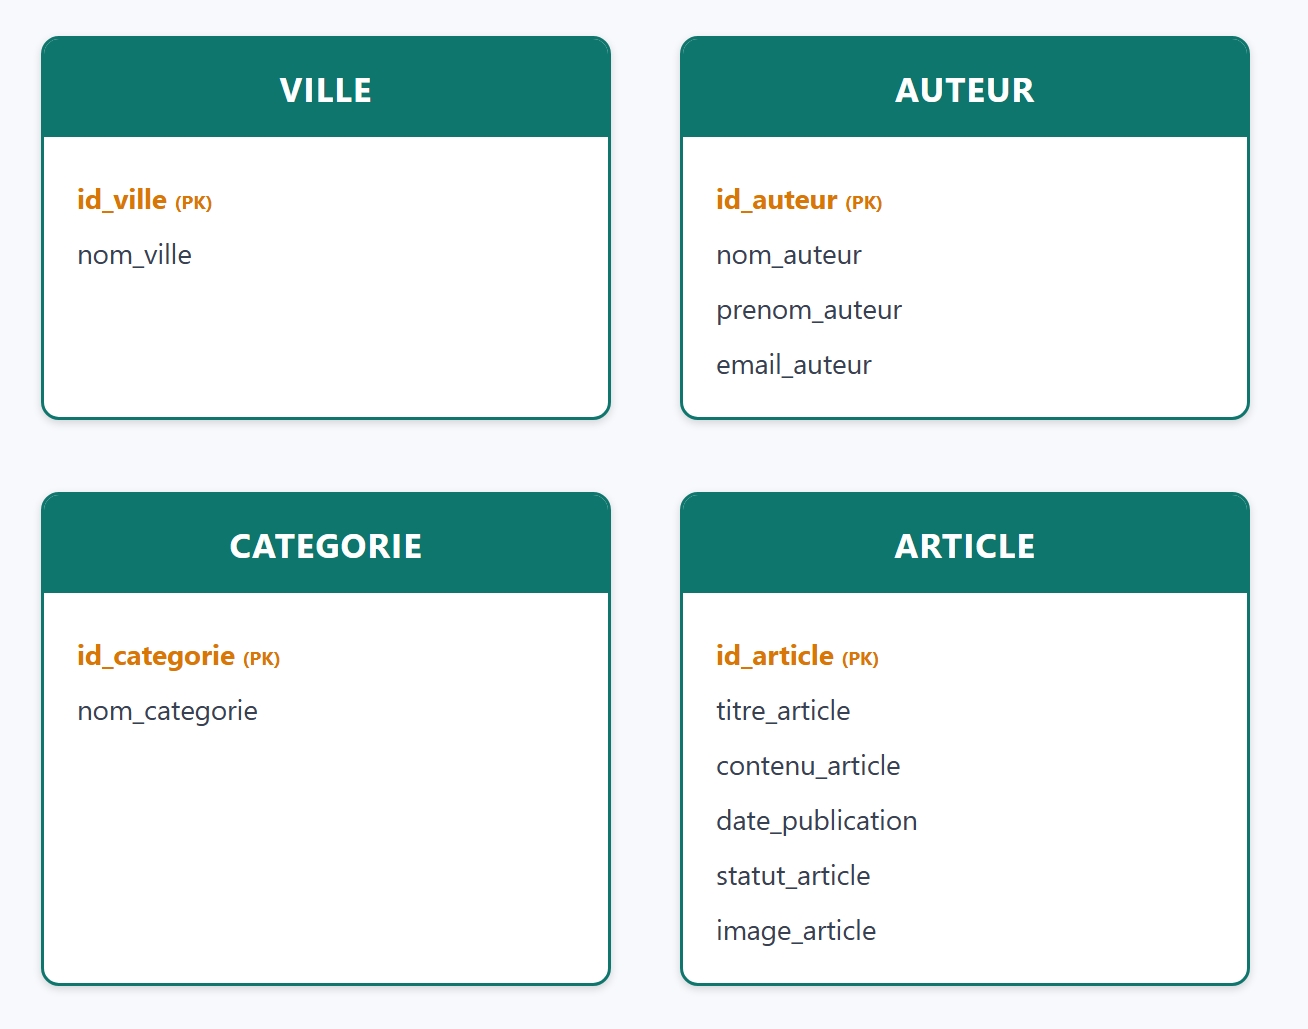 VILLE
id_ville (PK)
nom_ville
AUTEUR
id_auteur (PK)
nom_auteur
prenom_auteur
email_auteur
CATEGORIE
id_categorie (PK)
nom_categorie
ARTICLE
id_article (PK)
titre_article
contenu_article
date_publication
statut_article
image_article